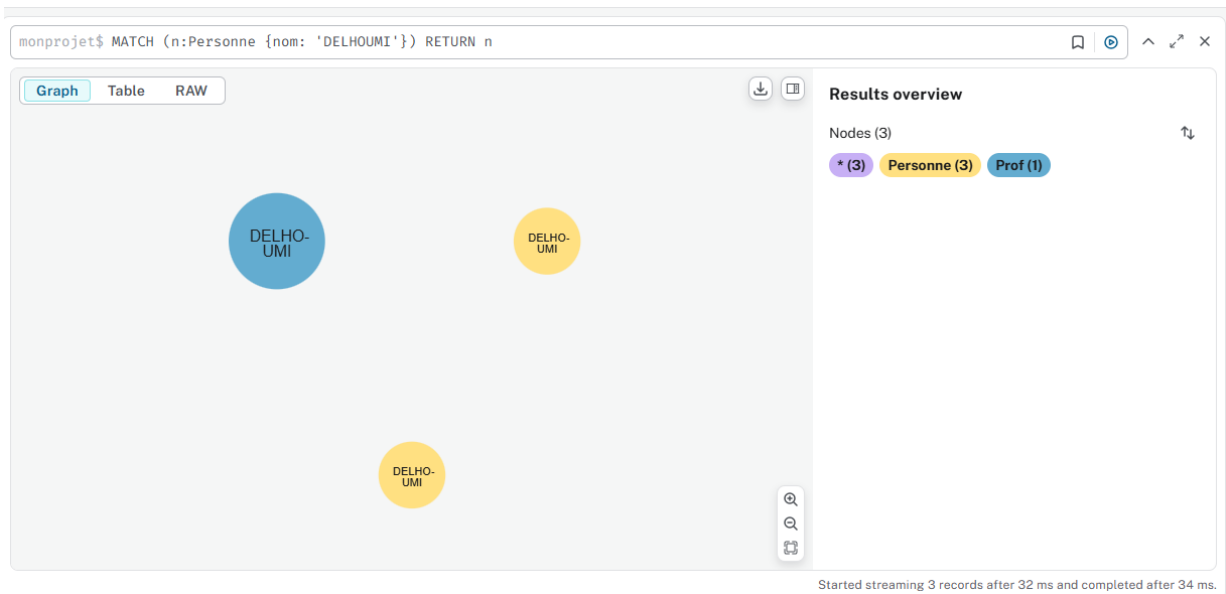 monprojet$ MATCH (n:Personne {nom: 'DELHOUMI'}) RETURN n
Graph Table RAW
Results overview
Nodes (3)
* (3) Personne (3) Prof (1)
DELHO-
UMI
DELHO-
UMI
DELHO-
UMI
Started streaming 3 records after 32 ms and completed after 34 ms.